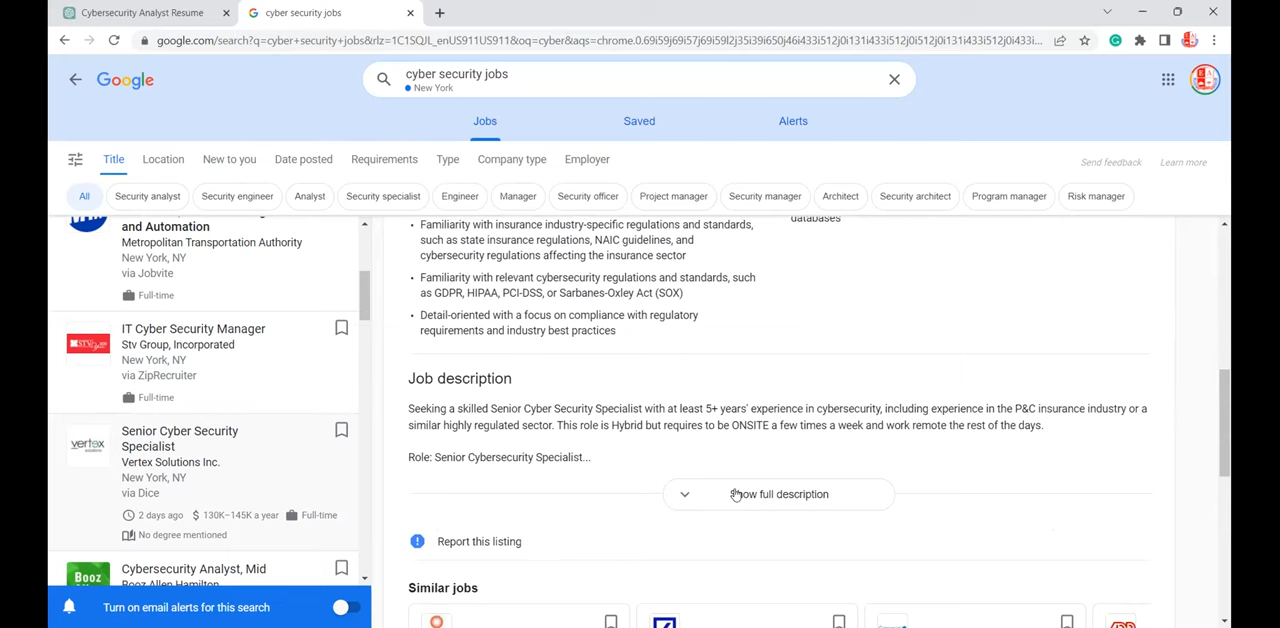 Cybersecurity Analyst Resume
cyber security jobs
google.com/search?q=cyber+security+jobs&rlz=1C1SQJL_enUS911US911&oq=cyber&aqs=chrome.0.69i59j69i57j69i59l2j35i39i650j46i433i512j0i131i433i512j0i512j0i131i433i512j0i433i...
Google
cyber security jobs
New York
Jobs
Saved
Alerts
Title
Location
New to you
Date posted
Requirements
Type
Company type
Employer
Send feedback
Learn more
All
Security analyst
Security engineer
Analyst
Security specialist
Engineer
Manager
Security officer
Project manager
Security manager
Architect
Security architect
Program manager
Risk manager
and Automation
Metropolitan Transportation Authority
New York, NY
via Jobvite
Full-time
IT Cyber Security Manager
Stv Group, Incorporated
New York, NY
via ZipRecruiter
Full-time
vertex
Senior Cyber Security
Specialist
Vertex Solutions Inc.
New York, NY
via Dice
2 days ago $ 130K–145K a year Full-time
No degree mentioned
Booz
Cybersecurity Analyst, Mid
Booz Allen Hamilton
Turn on email alerts for this search
databases
• Familiarity with insurance industry-specific regulations and standards,
such as state insurance regulations, NAIC guidelines, and
cybersecurity regulations affecting the insurance sector
• Familiarity with relevant cybersecurity regulations and standards, such
as GDPR, HIPAA, PCI-DSS, or Sarbanes-Oxley Act (SOX)
• Detail-oriented with a focus on compliance with regulatory
requirements and industry best practices
Job description
Seeking a skilled Senior Cyber Security Specialist with at least 5+ years' experience in cybersecurity, including experience in the P&C insurance industry or a
similar highly regulated sector. This role is Hybrid but requires to be ONSITE a few times a week and work remote the rest of the days.
Role: Senior Cybersecurity Specialist...
Show full description
Report this listing
Similar jobs